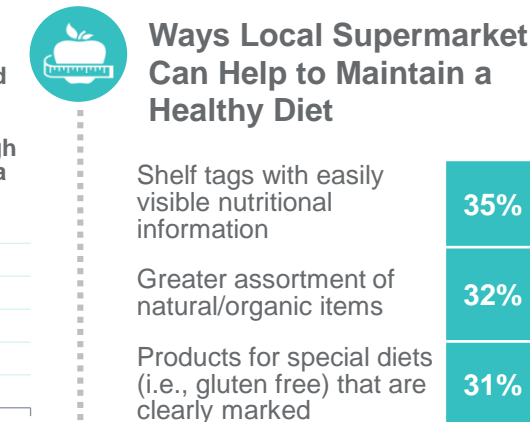 Ways Local Supermarket
Can Help to Maintain a
Healthy Diet
Shelf tags with easily
visible nutritional
information
35%
Greater assortment of
natural/organic items
32%
Products for special diets
(i.e., gluten free) that are
clearly marked
31%